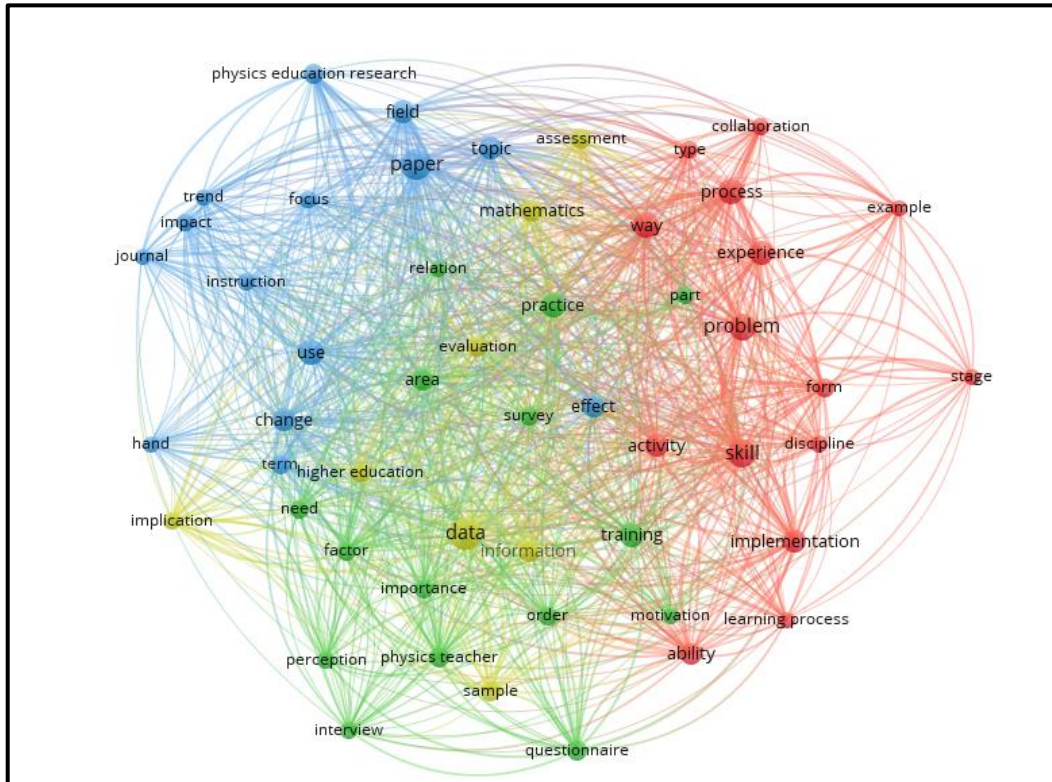 physics education research
field
collaboration
assessment
type
topic
paper
process
trend
focus
example
mathematics
impact
way
journal
experience
relation
instruction
part
practice
problem
evaluation
use
area
stage
form
effect
survey
change
hand
activity
discipline
skill
term
higher education
need
implication
data
training
implementation
factor
information
importance
order
motivation
learning process
perception
physics teacher
ability
sample
interview
questionnaire